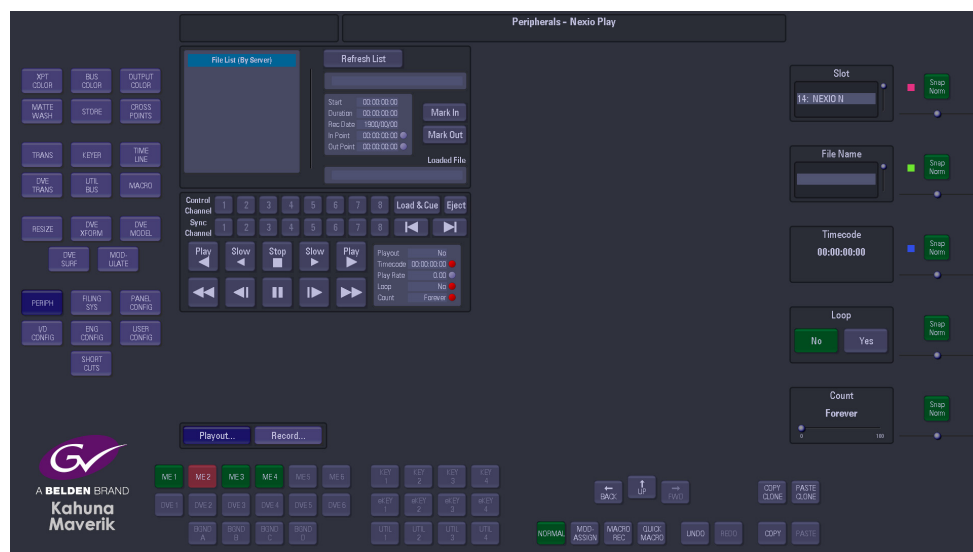 Peripherals - Nexio Play
XPT COLOR
BUS COLOR
OUTPUT COLOR
MATTE WASH
STORE
CROSS POINTS
TRANS
KEYER
TIME LINE
DVE TRANS
UTIL BUS
MACRO
RESIZE
DVE XFORM
DVE MODEL
DVE SURF
MOD- ULATE
PERIPH
FILING SYS
PANEL CONFIG
I/O CONFIG
ENG CONFIG
USER CONFIG
SHORT CUTS
File List (By Server)
Refresh List
Start 00:00:00:00
Duration 00:00:00:00
Rec Date 1900/00/00
In Point 00:00:00:00
Out Point 00:00:00:00
Mark In
Mark Out
Loaded File
Control Channel 1 2 3 4 5 6 7 8 Load & Cue Eject
Sync Channel 1 2 3 4 5 6 7 8
Play Slow Stop Slow Play
Playout No
Timecode 00:00:00:00
Play Rate 0.00
Loop No
Count Forever
Slot
14: NEXIO N
Snap Norm
File Name
Snap Norm
Timecode
00:00:00:00
Snap Norm
Loop
No Yes
Snap Norm
Count
Forever
0 100
Snap Norm
Playout... Record...
GV
A BELDEN BRAND
Kahuna
Maverik
ME 1 ME 2 ME 3 ME 4 ME 5 ME 6
DVE 1 DVE 2 DVE 3 DVE 4 DVE 5 DVE 6
BGND A BGND B BGND C BGND D
KEY 1 KEY 2 KEY 3 KEY 4
eKEY 1 eKEY 2 eKEY 3 eKEY 4
UTIL 1 UTIL 2 UTIL 3 UTIL 4
BACK UP FWD
COPY CLONE PASTE CLONE
NORMAL MOD- ASSIGN MACRO REC QUICK MACRO UNDO REDO COPY PASTE